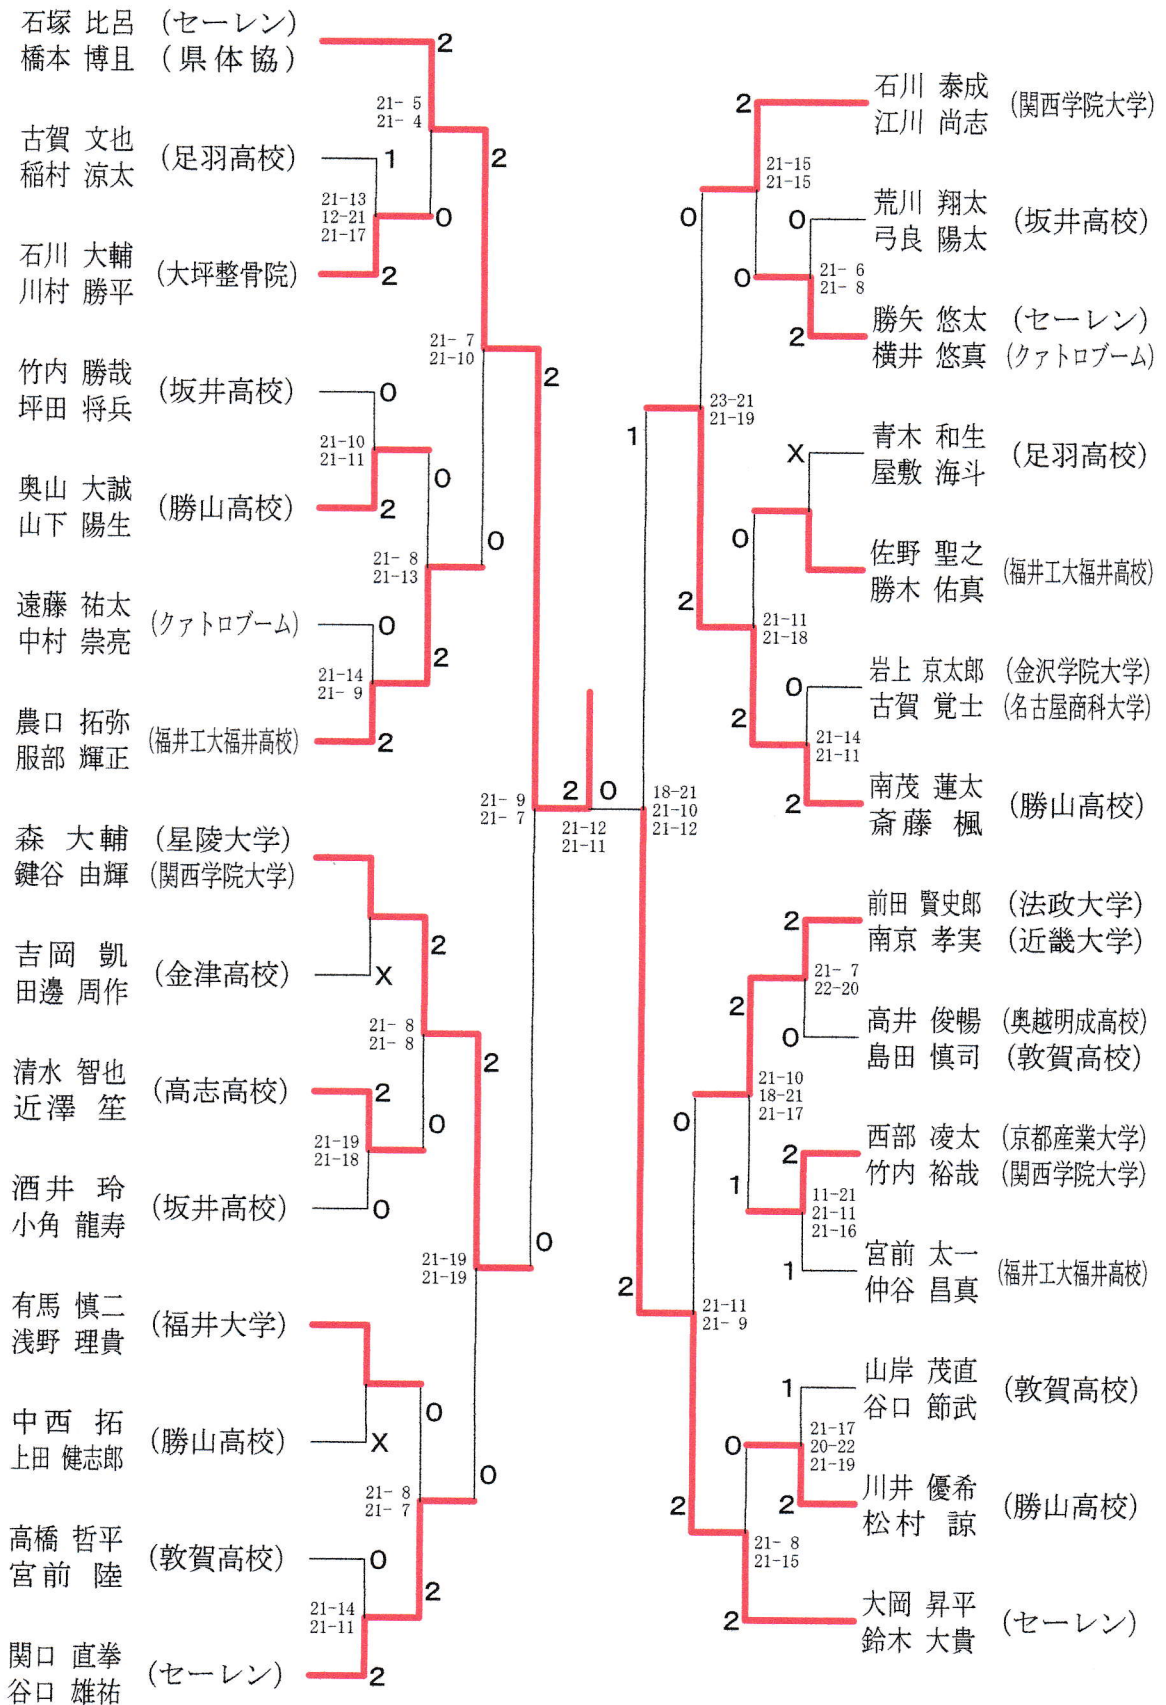 石塚 比呂 (セーレン)
橋本 博且 (県体協)
2
21- 5
21- 4
古賀 文也
稲村 涼太
(足羽高校)
1
2
21-13
12-21
21-17
0
石川 大輔
川村 勝平
(大坪整骨院)
2
21- 7
21-10
2
竹内 勝哉
坪田 将兵
(坂井高校)
0
21-10
21-11
0
奥山 大誠
山下 陽生
(勝山高校)
2
0
21- 8
21-13
遠藤 祐太
中村 崇亮
(クァトロブーム)
0
2
21-14
21- 9
農口 拓弥
服部 輝正
(福井工大福井高校)
2
21- 9
21- 7
2
0
21-12
21-11
森 大輔 (星陵大学)
鍵谷 由輝 (関西学院大学)
2
吉岡 凱
田邊 周作
(金津高校)
X
21- 8
21- 8
2
清水 智也
近澤 笙
(高志高校)
2
0
21-19
21-18
酒井 玲
小角 龍寿
(坂井高校)
0
21-19
21-19
0
有馬 慎二
浅野 理貴
(福井大学)
0
中西 拓
上田 健志郎
(勝山高校)
X
0
21- 8
21- 7
高橋 哲平
宮前 陸
(敦賀高校)
0
2
21-14
21-11
関口 直拳
谷口 雄祐
(セーレン)
2
石川 泰成
江川 尚志
(関西学院大学)
2
21-15
21-15
0
荒川 翔太
弓良 陽太
(坂井高校)
0
0
21- 6
21- 8
勝矢 悠太 (セーレン)
横井 悠真 (クァトロブーム)
2
1
23-21
21-19
青木 和生
屋敷 海斗
(足羽高校)
X
0
佐野 聖之
勝木 佑真
(福井工大福井高校)
2
21-11
21-18
岩上 京太郎 (金沢学院大学)
古賀 覚士 (名古屋商科大学)
0
2
21-14
21-11
南茂 蓮太
斎藤 楓
(勝山高校)
2
18-21
21-10
21-12
前田 賢史郎 (法政大学)
南京 孝実 (近畿大学)
2
21- 7
22-20
2
高井 俊暢 (奥越明成高校)
島田 慎司 (敦賀高校)
0
21-10
18-21
21-17
0
西部 凌太 (京都産業大学)
竹内 裕哉 (関西学院大学)
2
1
11-21
21-11
21-16
宮前 太一
仲谷 昌真
(福井工大福井高校)
1
2
21-11
21- 9
山岸 茂直
谷口 節武
(敦賀高校)
1
0
21-17
20-22
21-19
川井 優希
松村 諒
(勝山高校)
2
2
21- 8
21-15
大岡 昇平
鈴木 大貴
(セーレン)
2